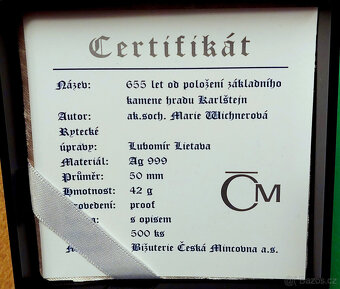 Certifikát
Název: 655 let od položení základního
kamene hradu Karlštejn
Autor: ak.soch. Marie Wichnerová
Rytecké
úpravy: Lubomír Lietava
Materiál: Ag 999
Průměr: 50 mm
Hmotnost: 42 g
Provedení: proof
s opisem
500 ks
Bižuterie Česká Mincovna a.s.
ČM